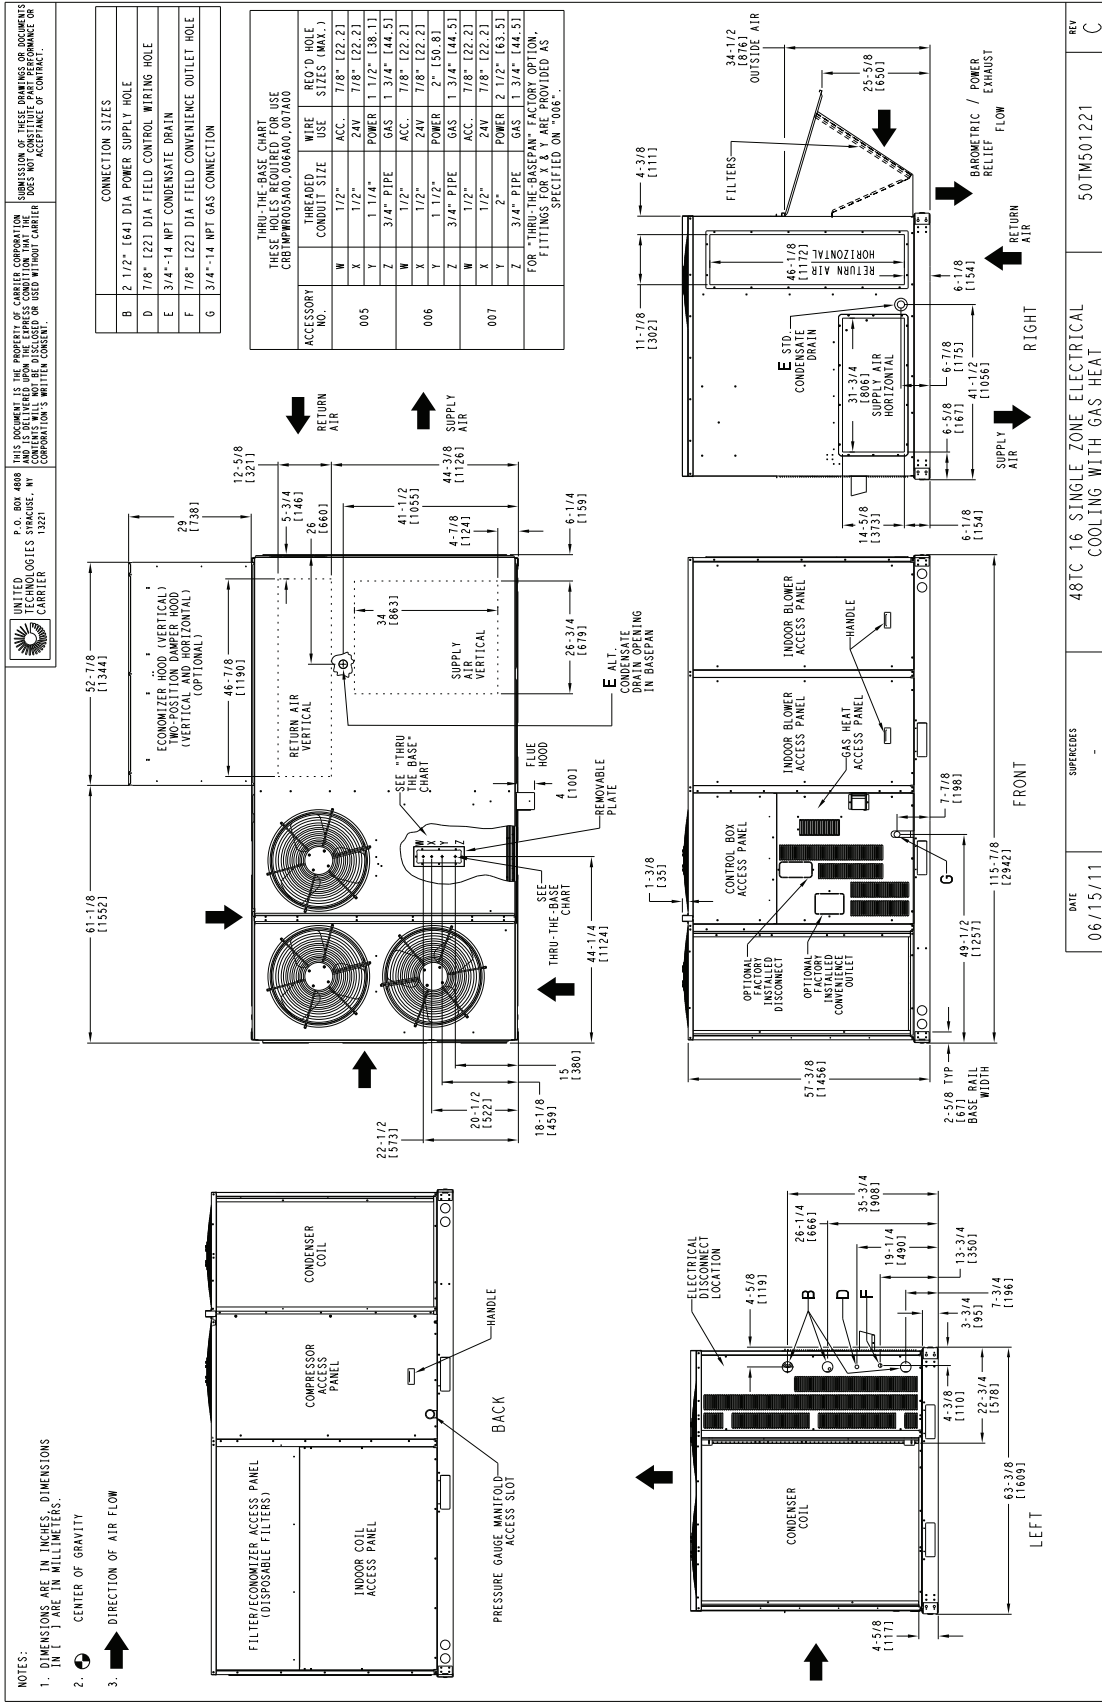 UNITED
TECHNOLOGIES
CARRIER
P.O. BOX 4808
SYRACUSE, NY
13221
THIS DOCUMENT IS THE PROPERTY OF CARRIER CORPORATION
AND IS DELIVERED UPON THE EXPRESS CONDITION THAT THE
CONTENTS WILL NOT BE DISCLOSED OR USED WITHOUT CARRIER
CORPORATION'S WRITTEN CONSENT.
SUBMISSION OF THESE DRAWINGS OR DOCUMENTS
DOES NOT CONSTITUTE PART PERFORMANCE OR
ACCEPTANCE OF CONTRACT.
NOTES:
1. DIMENSIONS ARE IN INCHES, DIMENSIONS
IN [ ] ARE IN MILLIMETERS.
2. CENTER OF GRAVITY
3. DIRECTION OF AIR FLOW
CONNECTION SIZES
B 2 1/2" [64] DIA POWER SUPPLY HOLE
D 7/8" [22] DIA FIELD CONTROL WIRING HOLE
E 3/4"-14 NPT CONDENSATE DRAIN
F 7/8" [22] DIA FIELD CONVENIENCE OUTLET HOLE
G 3/4"-14 NPT GAS CONNECTION
THRU-THE-BASE CHART
THESE HOLES REQUIRED FOR USE
CRBTMPWR005A00,006A00,007A00
ACCESSORY NO. THREADED CONDUIT SIZE WIRE USE REQ'D HOLE SIZES (MAX.)
005
W 1/2" ACC. 7/8" [22.2]
X 1/2" 24V 7/8" [22.2]
Y 1 1/4" POWER 1 1/2" [38.1]
Z 3/4" PIPE GAS 1 3/4" [44.5]
006
W 1/2" ACC. 7/8" [22.2]
X 1/2" 24V 7/8" [22.2]
Y 1 1/2" POWER 2" [50.8]
Z 3/4" PIPE GAS 1 3/4" [44.5]
007
W 1/2" ACC. 7/8" [22.2]
X 1/2" 24V 7/8" [22.2]
Y 2" POWER 2 1/2" [63.5]
Z 3/4" PIPE GAS 1 3/4" [44.5]
FOR "THRU-THE-BASEPAN" FACTORY OPTION,
FITTINGS FOR X & Y ARE PROVIDED AS
SPECIFIED ON "006".
FILTER/ECONOMIZER ACCESS PANEL
(DISPOSABLE FILTERS)
INDOOR COIL
ACCESS PANEL
COMPRESSOR
ACCESS
PANEL
CONDENSER
COIL
HANDLE
PRESSURE GAUGE MANIFOLD
ACCESS SLOT
BACK
61-1/8
[1552]
52-7/8
[1344]
29
[738]
ECONOMIZER HOOD (VERTICAL)
TWO-POSITION DAMPER HOOD
(VERTICAL AND HORIZONTAL)
(OPTIONAL)
46-7/8
[1190]
RETURN AIR
VERTICAL
12-5/8
[321]
5-3/4
[146]
26
[660]
RETURN
AIR
SUPPLY
AIR
44-3/8
[1126]
41-1/2
[1055]
4-7/8
[124]
6-1/4
[159]
34
[863]
SUPPLY
AIR
VERTICAL
26-3/4
[679]
E ALT.
CONDENSATE
DRAIN OPENING
IN BASEPAN
SEE "THRU
THE BASE"
CHART
W
X
Y
Z
FLUE
HOOD
4
[100]
REMOVABLE
PLATE
SEE
THRU-THE-BASE
CHART
44-1/4
[1124]
15
[380]
18-1/8
[459]
20-1/2
[522]
22-1/2
[573]
CONDENSER
COIL
ELECTRICAL
DISCONNECT
LOCATION
4-5/8
[119]
B
D
F
26-1/4
[666]
35-3/4
[908]
19-1/4
[490]
13-3/4
[350]
7-3/4
[196]
3-3/4
[95]
4-3/8
[110]
22-3/4
[578]
63-3/8
[1609]
4-5/8
[117]
LEFT
57-3/8
[1456]
2-5/8 TYP
[67]
BASE RAIL
WIDTH
1-3/8
[35]
OPTIONAL
FACTORY
INSTALLED
DISCONNECT
OPTIONAL
FACTORY
INSTALLED
CONVENIENCE
OUTLET
CONTROL BOX
ACCESS PANEL
GAS HEAT
ACCESS PANEL
INDOOR BLOWER
ACCESS PANEL
INDOOR BLOWER
ACCESS PANEL
HANDLE
G
7-7/8
[198]
49-1/2
[1257]
115-7/8
[2942]
FRONT
34-1/2
[876]
OUTSIDE AIR
25-5/8
[650]
FILTERS
4-3/8
[111]
11-7/8
[302]
46-1/8
[1172]
RETURN AIR
HORIZONTAL
E STD.
CONDENSATE
DRAIN
31-3/4
[806]
SUPPLY AIR
HORIZONTAL
14-5/8
[373]
6-1/8
[154]
6-5/8
[167]
6-7/8
[175]
41-1/2
[1056]
6-1/8
[154]
SUPPLY
AIR
RETURN
AIR
BAROMETRIC / POWER
RELIEF EXHAUST
FLOW
RIGHT
DATE
06/15/11
SUPERCEDES
-
48TC 16 SINGLE ZONE ELECTRICAL
COOLING WITH GAS HEAT
50TM501221
REV
C